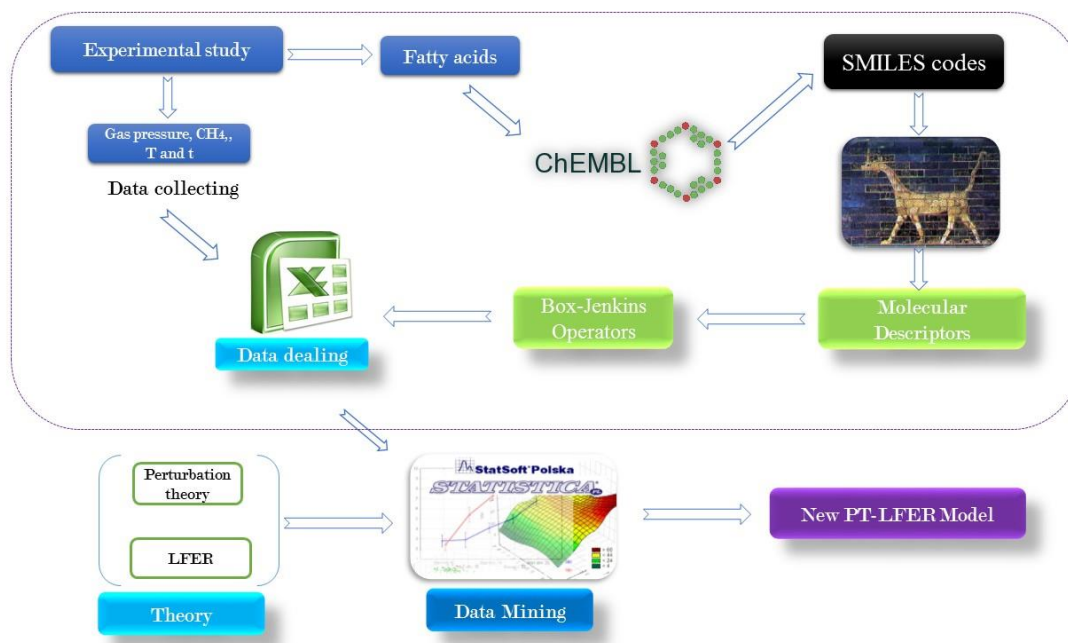 Experimental study
Fatty acids
SMILES codes
Gas pressure, CH4,,
T and t
Data collecting
ChEMBL
Box-Jenkins
Operators
Molecular
Descriptors
Data dealing
Perturbation
theory
LFER
Theory
StatSoft Polska
STATISTICA
Data Mining
New PT-LFER Model